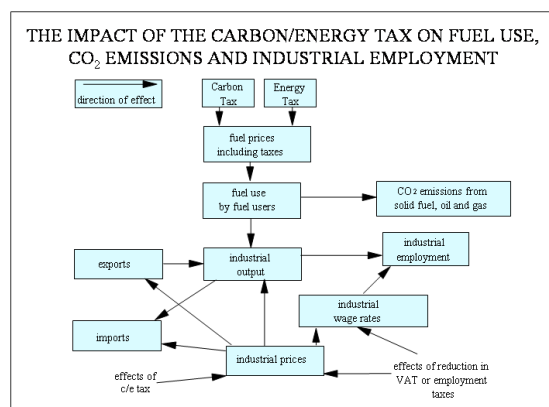 THE IMPACT OF THE CARBON/ENERGY TAX ON FUEL USE,
CO2 EMISSIONS AND INDUSTRIAL EMPLOYMENT
direction of effect
Carbon
Tax
Energy
Tax
fuel prices
including taxes
fuel use
by fuel users
CO2 emissions from
solid fuel, oil and gas
exports
industrial
output
industrial
employment
imports
industrial
wage rates
industrial prices
effects of
c/e tax
effects of reduction in
VAT or employment
taxes